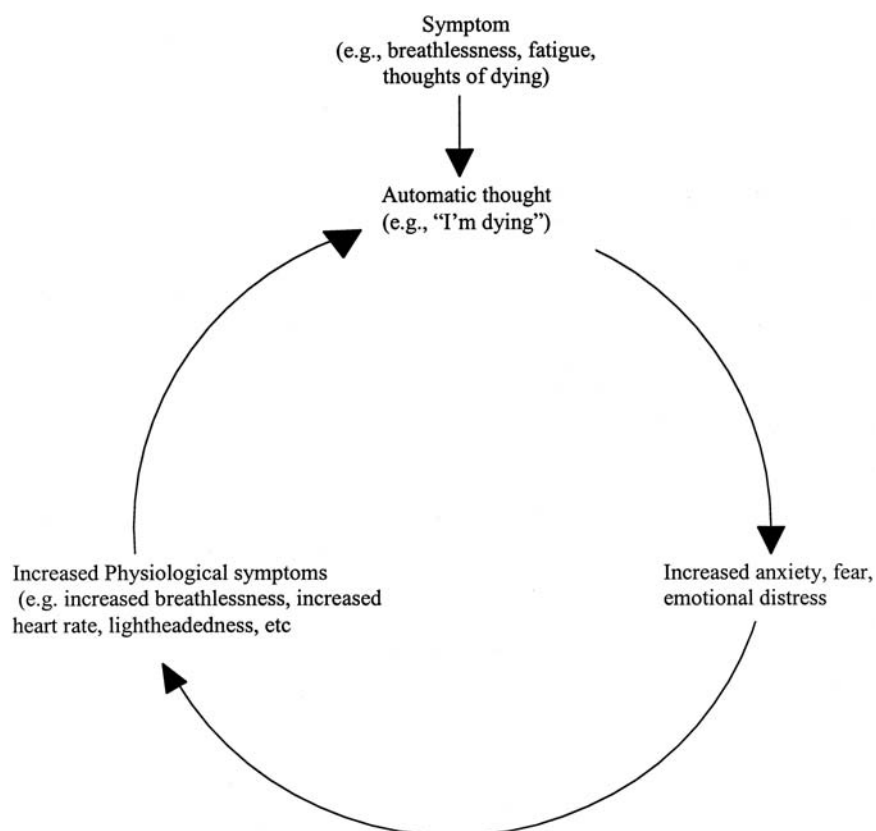 Symptom
(e.g., breathlessness, fatigue,
thoughts of dying)
Automatic thought
(e.g., “I’m dying”)
Increased Physiological symptoms
(e.g. increased breathlessness, increased
heart rate, lightheadedness, etc
Increased anxiety, fear,
emotional distress